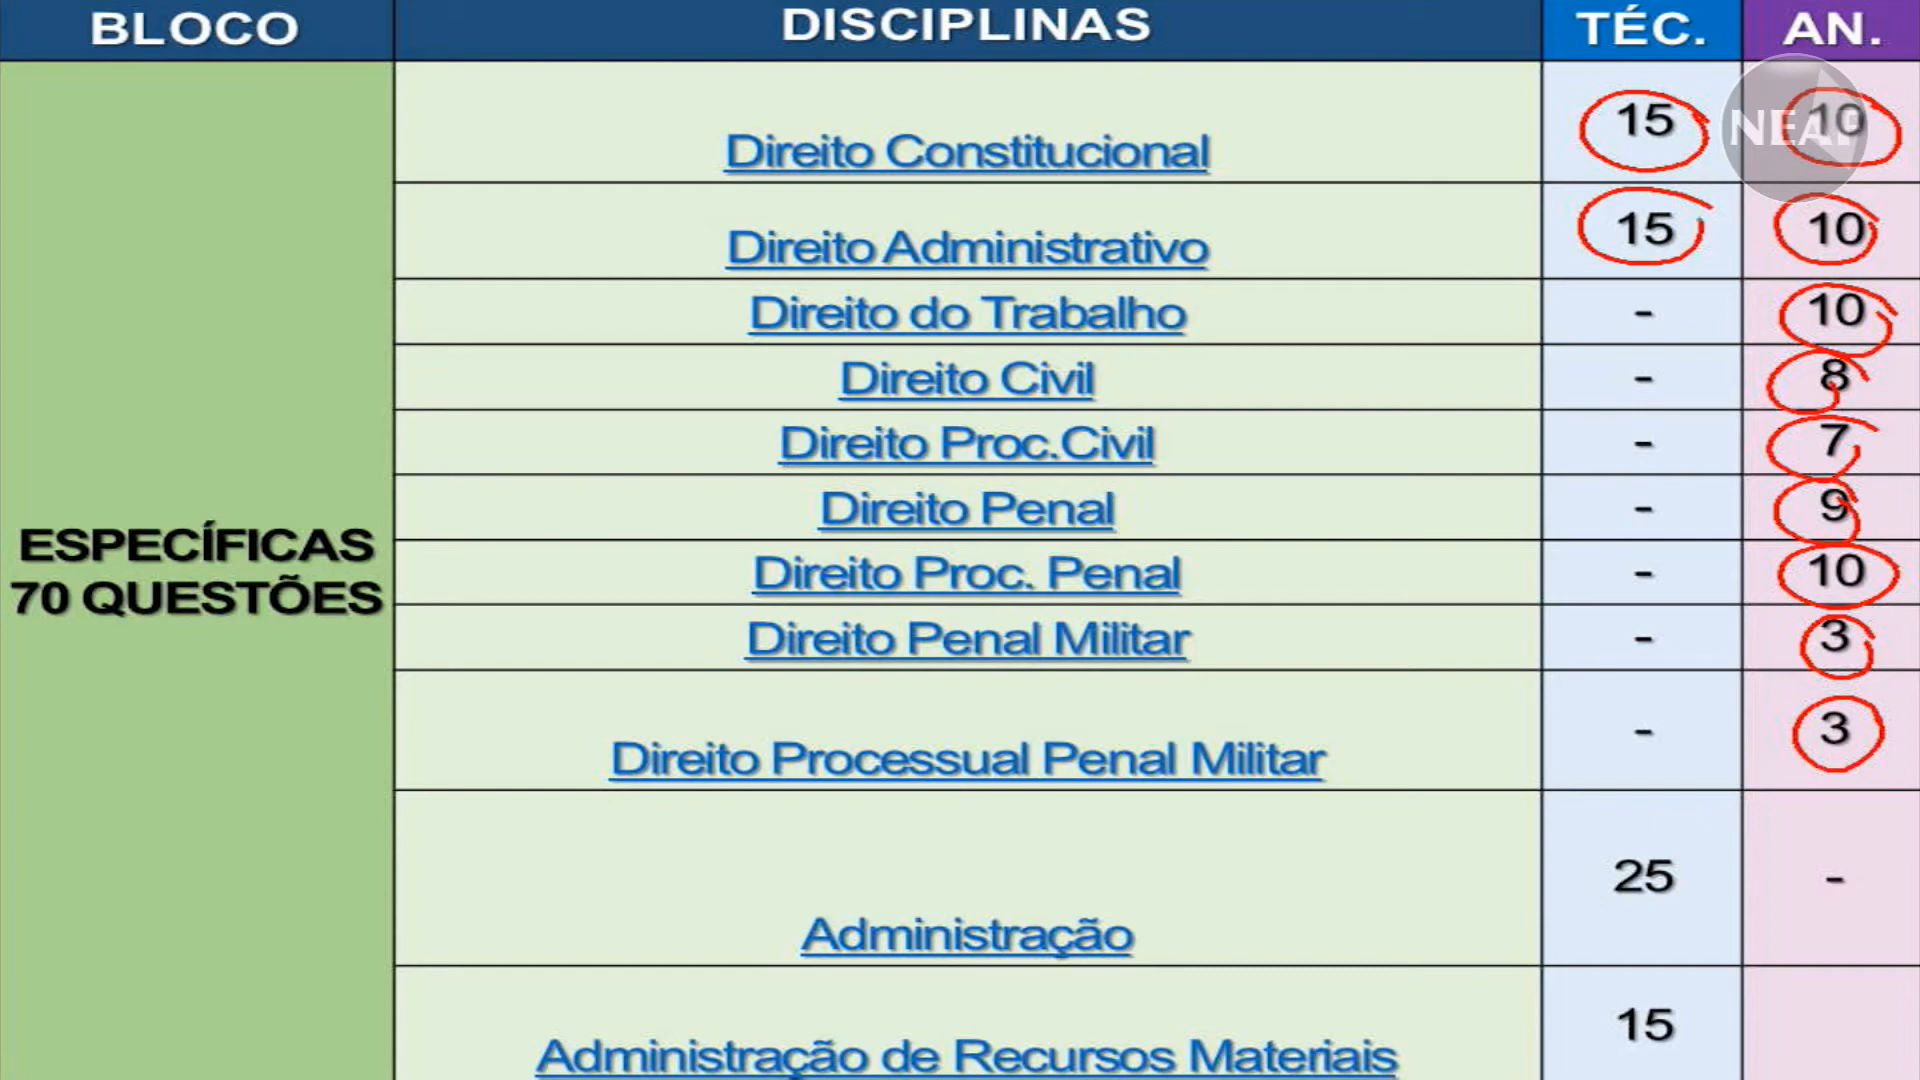 BLOCO DISCIPLINAS TÉC. AN.
Direito Constitucional 15 10
NEAF
Direito Administrativo 15 10
Direito do Trabalho - 10
Direito Civil - 8
Direito Proc.Civil - 7
Direito Penal - 9
ESPECÍFICAS
70 QUESTÕES
Direito Proc. Penal - 10
Direito Penal Militar - 3
Direito Processual Penal Militar - 3
Administração 25 -
Administração de Recursos Materiais 15